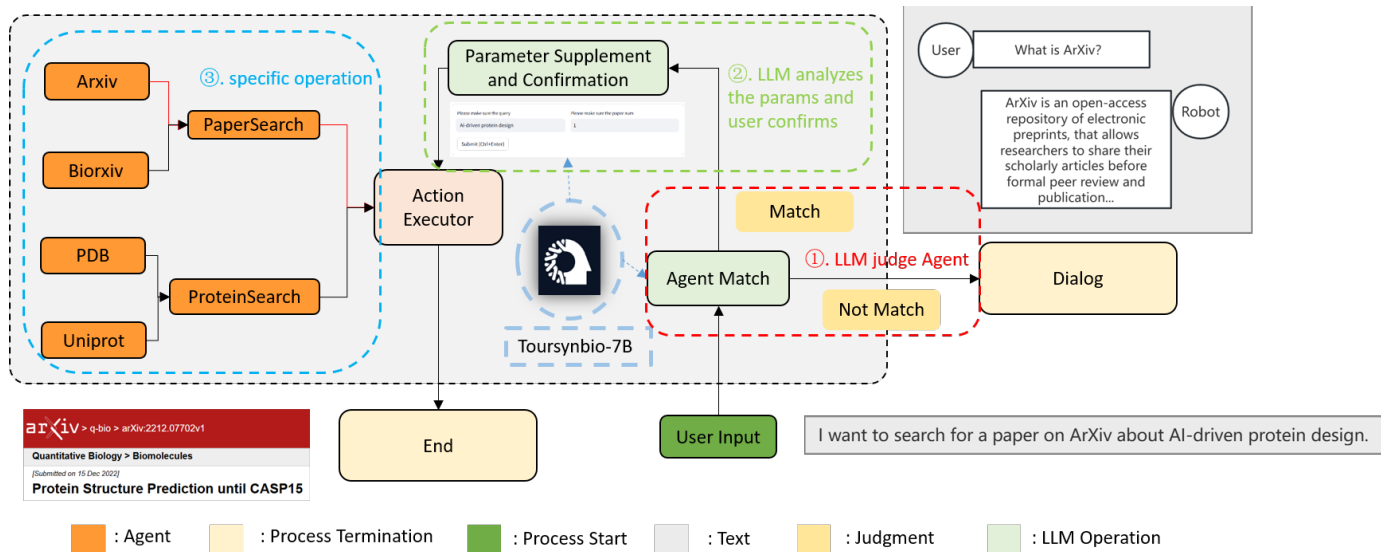 Arxiv
Biorxiv
PaperSearch
③. specific operation
PDB
Uniprot
ProteinSearch
Action
Executor
Parameter Supplement
and Confirmation
Please make sure the query
AI-driven protein design
Please make sure the paper num
1
Submit (Ctrl+Enter)
②. LLM analyzes
the params and
user confirms
Toursynbio-7B
Agent Match
Match
①. LLM judge Agent
Not Match
Dialog
User
What is ArXiv?
Robot
ArXiv is an open-access
repository of electronic
preprints, that allows
researchers to share their
scholarly articles before
formal peer review and
publication...
End
User Input
I want to search for a paper on ArXiv about AI-driven protein design.
arXiv > q-bio > arXiv:2212.07702v1
Quantitative Biology > Biomolecules
[Submitted on 15 Dec 2022]
Protein Structure Prediction until CASP15
: Agent
: Process Termination
: Process Start
: Text
: Judgment
: LLM Operation